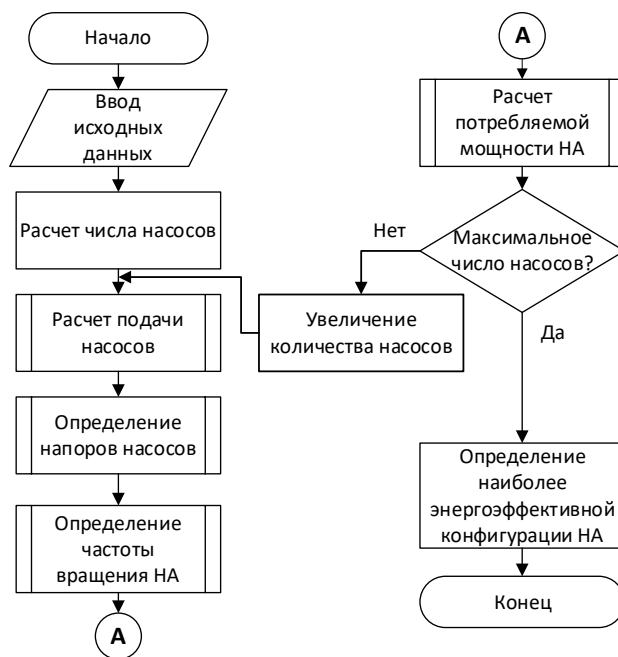 Начало
Ввод
исходных
данных
Расчет числа насосов
Расчет подачи
насосов
Определение
напоров насосов
Определение
частоты
вращения НА
А
А
Расчет
потребляемой
мощности НА
Максимальное
число насосов?
Нет
Увеличение
количества насосов
Да
Определение
наиболее
энергоэффективной
конфигурации НА
Конец